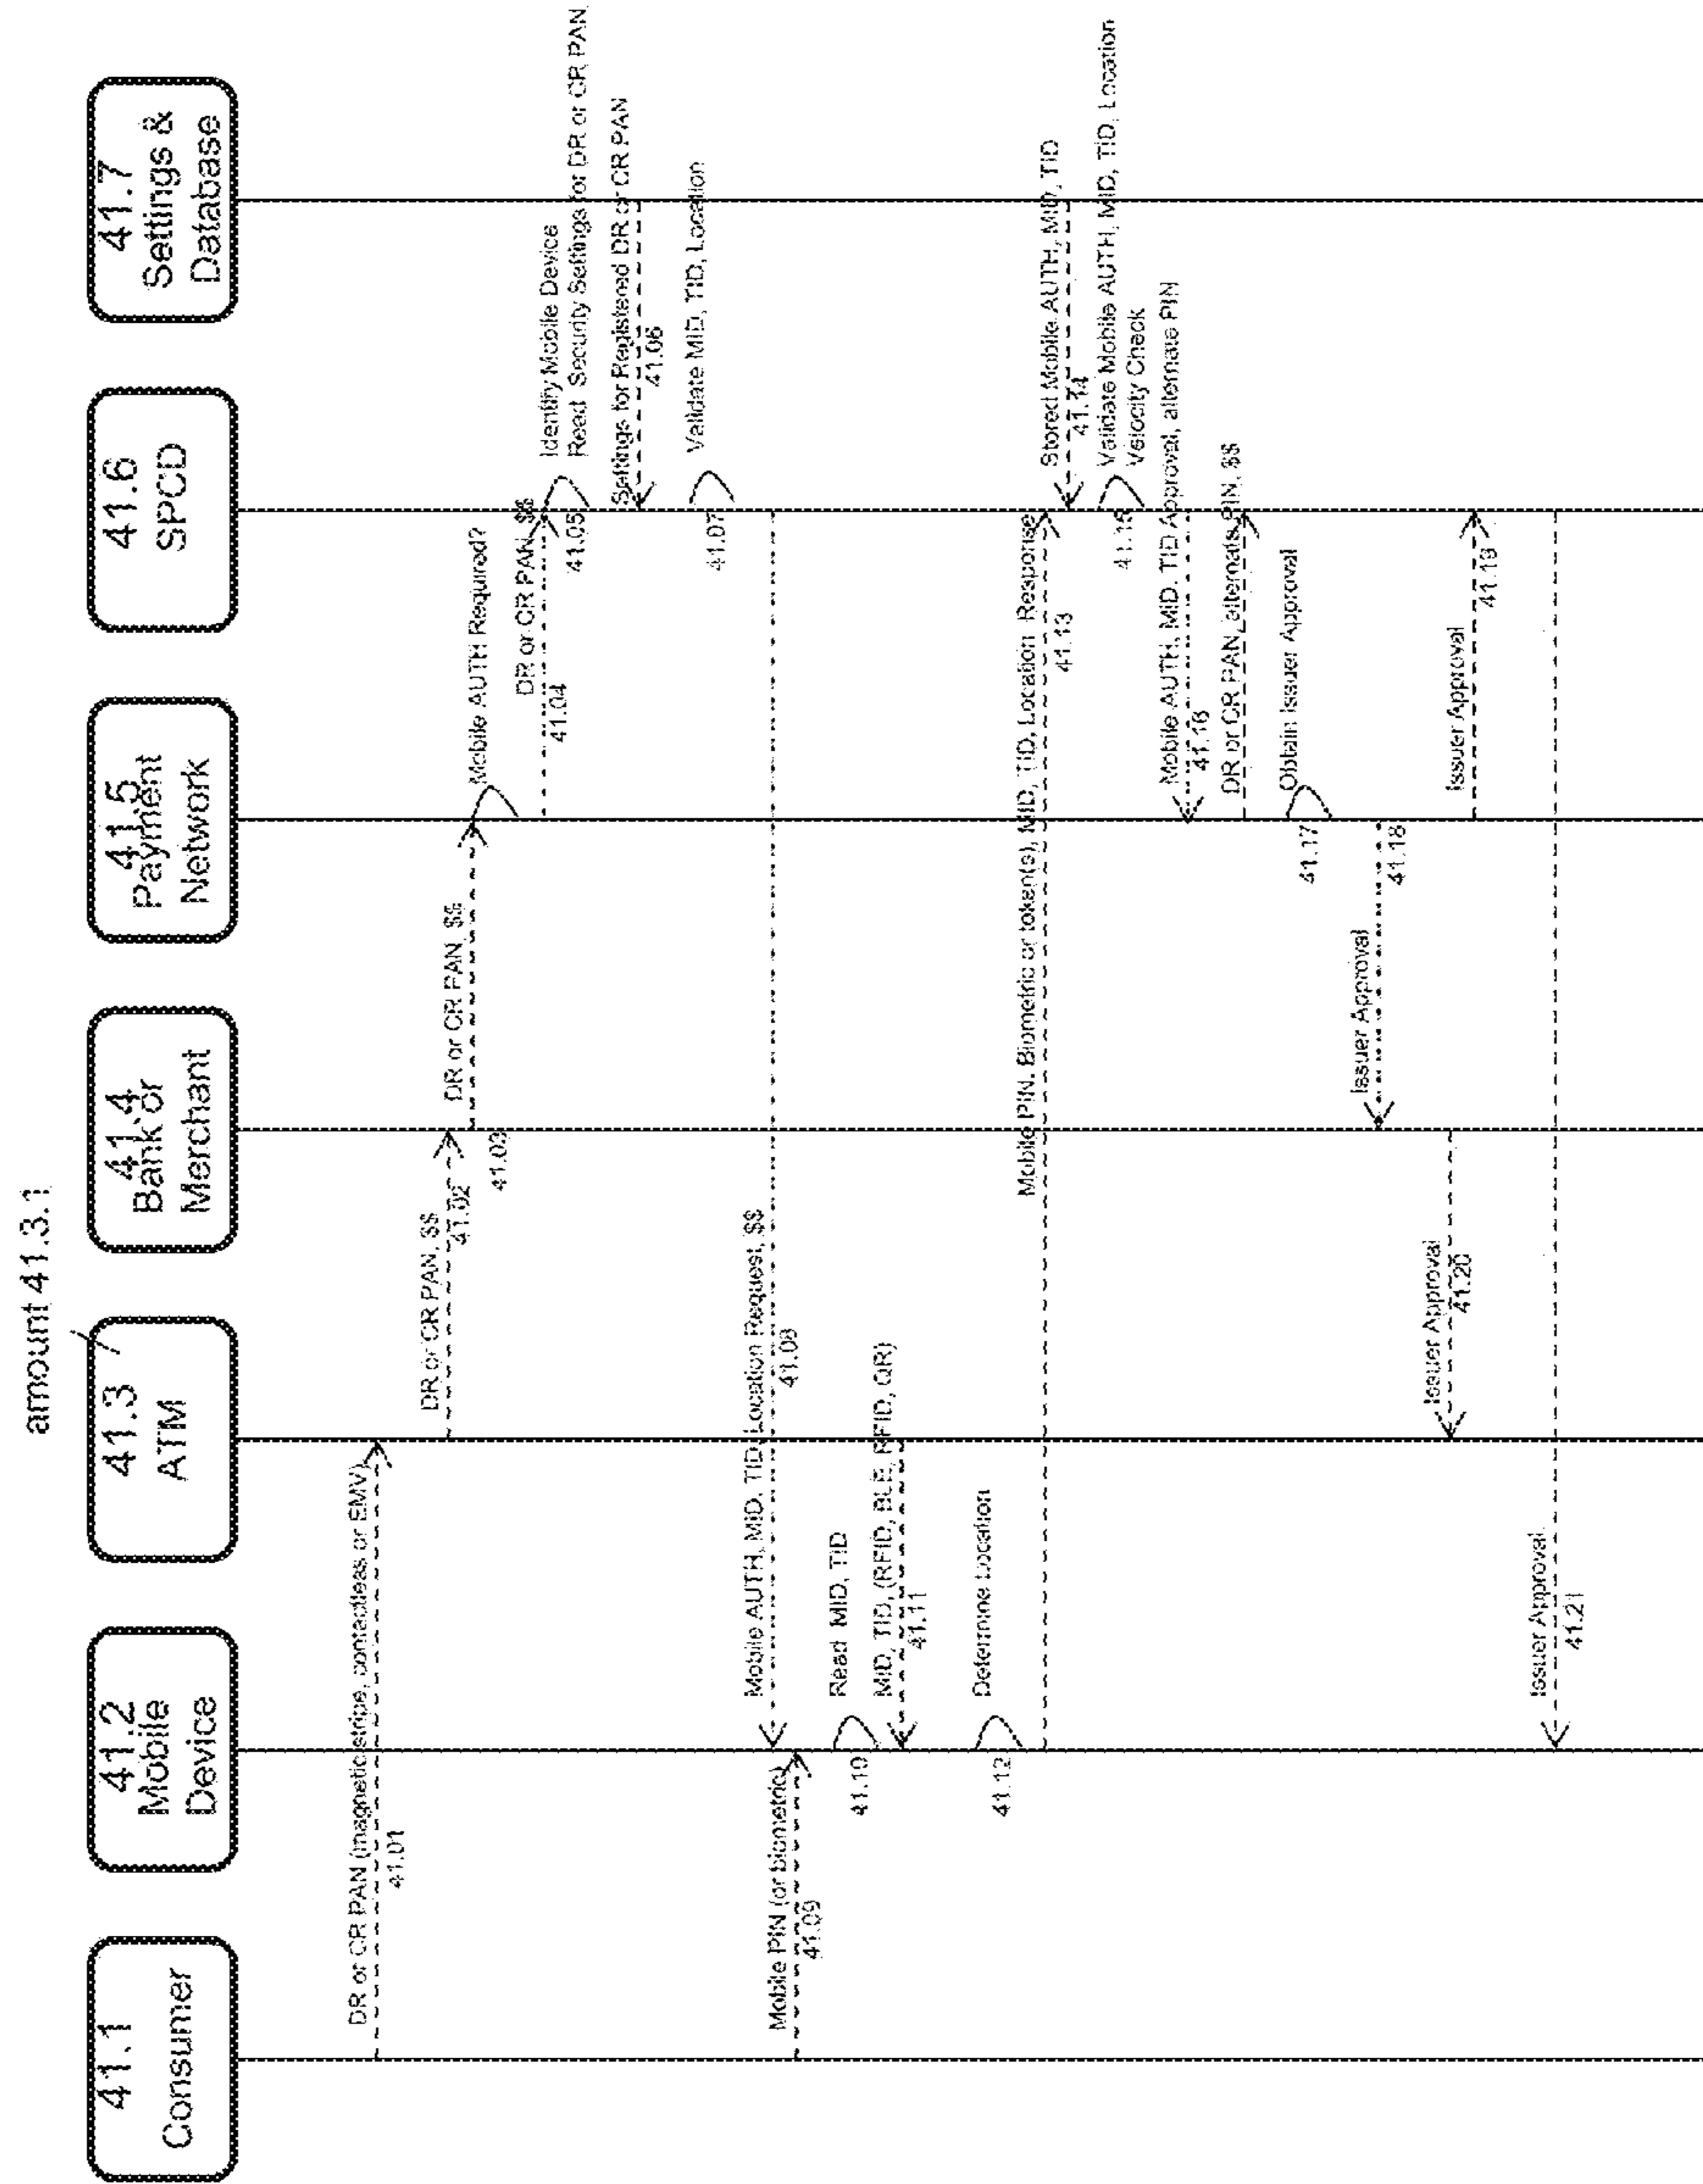 amount 41.3.1
41.1
Consumer
41.2
Mobile
Device
41.3
ATM
41.4
Bank or
Merchant
41.5
Payment
Network
41.6
SPCD
41.7
Settings &
Database
DR or CR PAN (magneticstripe, contactless or EMV)
41.01
DR or CR PAN, $$
41.02
DR or CR PAN, $$
41.03
Mobile AUTH Required?
DR or CR PAN, $$
41.04
Identify Mobile Device
Read Security Settings for DR or CR PAN
41.05
Settings for Registered DR or CR PAN
41.06
Validate MID, TID, Location
41.07
Mobile AUTH, MID, TID, Location Request, $$
41.08
Mobile PIN (or biometric)
41.09
Read MID, TID
41.10
MID, TID, (RFID, BLE, RFID, QR)
41.11
Determine Location
41.12
Mobile PIN, Biometric or token(s), MID, TID, Location Response
41.13
Stored Mobile AUTH, MID, TID
41.14
Validate Mobile AUTH, MID, TID, Location
Velocity Check
41.15
Mobile AUTH, MID, TID Approval, alternate PIN
41.16
DR or CR PAN, alternate PIN, $$
Obtain Issuer Approval
41.17
Issuer Approval
41.18
Issuer Approval
41.19
Issuer Approval
41.20
Issuer Approval
41.21